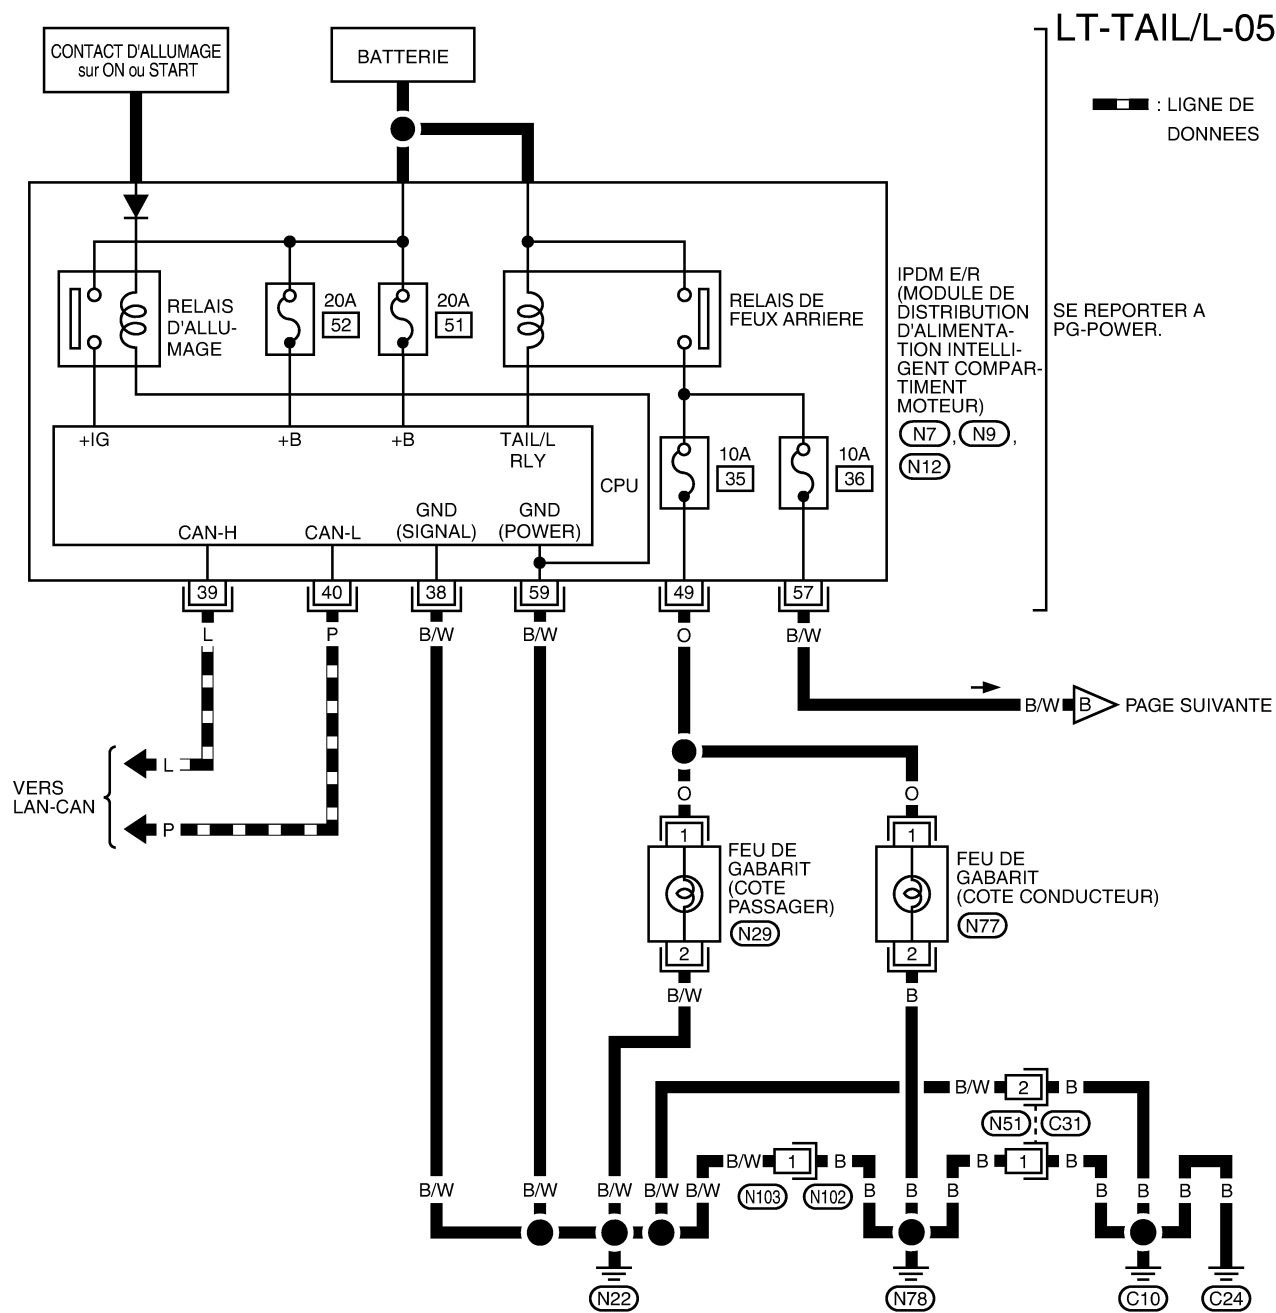 LT-TAIL/L-05
CONTACT D'ALLUMAGE
sur ON ou START
BATTERIE
: LIGNE DE
DONNEES
RELAIS
D'ALLU-
MAGE
20A
52
20A
51
RELAIS DE
FEUX ARRIERE
IPDM E/R
(MODULE DE
DISTRIBUTION
D'ALIMENTA-
TION INTELLI-
GENT COMPAR-
TIMENT
MOTEUR)
N7 , N9 ,
N12
SE REPORTER A
PG-POWER.
+IG
+B
+B
TAIL/L
RLY
CPU
10A
35
10A
36
CAN-H
CAN-L
GND
(SIGNAL)
GND
(POWER)
39
40
38
59
49
57
L
P
B/W
B/W
O
B/W
B/W
B
PAGE SUIVANTE
VERS
LAN-CAN
L
P
O
O
1
1
FEU DE
GABARIT
(COTE
PASSAGER)
N29
FEU DE
GABARIT
(COTE CONDUCTEUR)
N77
2
2
B/W
B
B/W
2
B
N51
C31
B/W
1
B
B
1
B
N103
N102
B/W
B/W
B/W
B/W
B/W
B
B
B
B
B
B
B
N22
N78
C10
C24